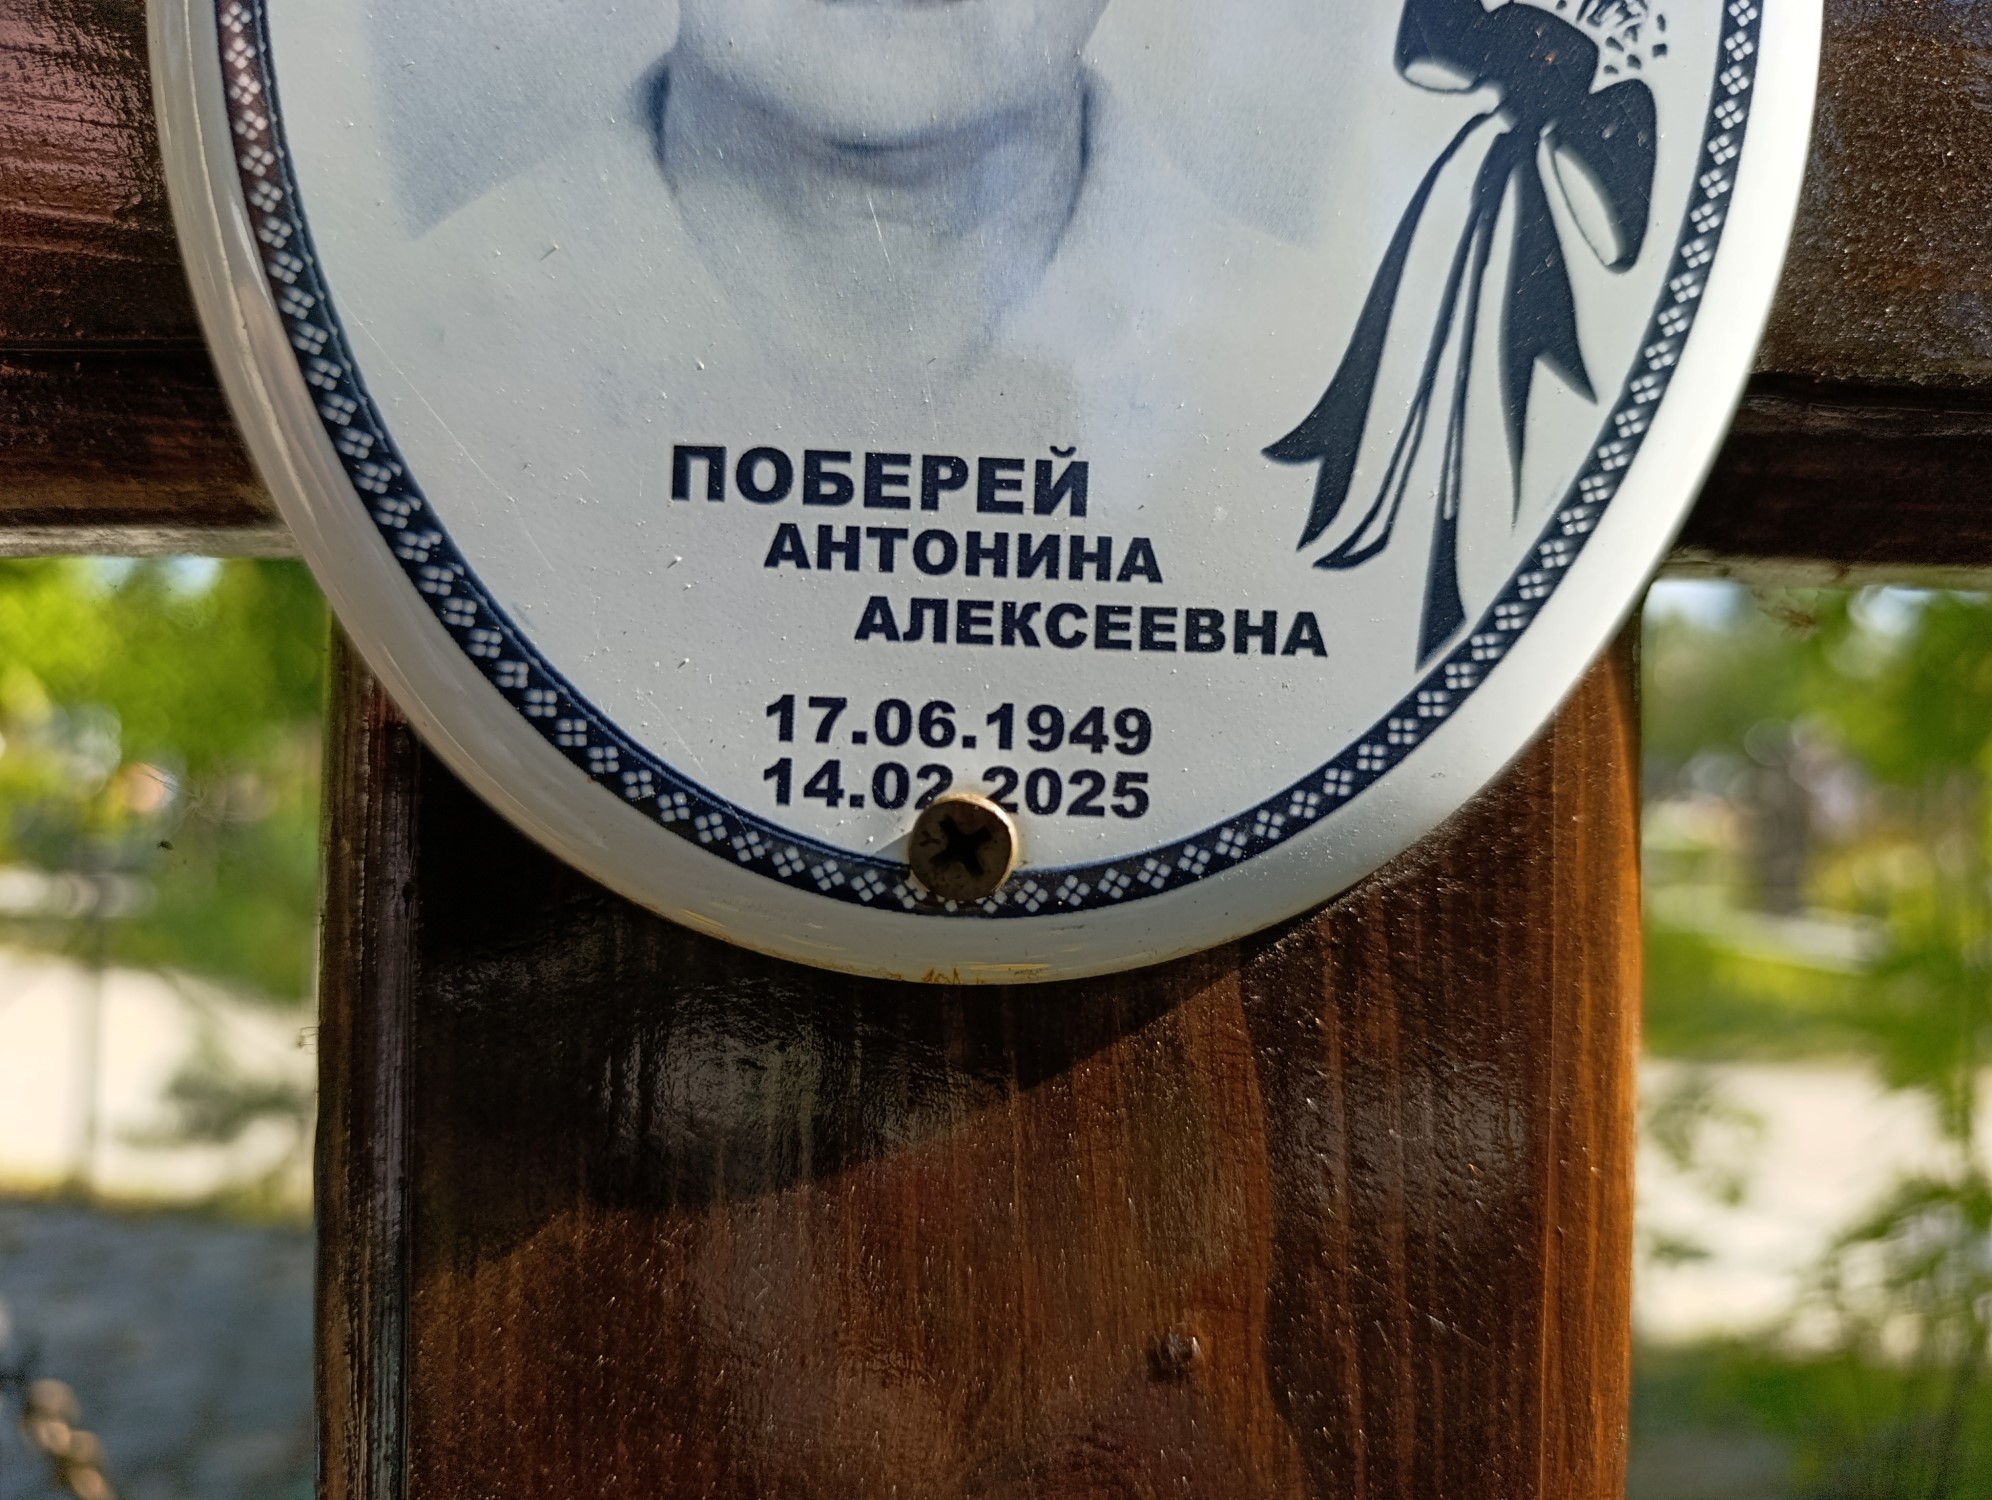 ПОБЕРЕЙ
АНТОНИНА
АЛЕКСЕЕВНА
17.06.1949
14.02.2025